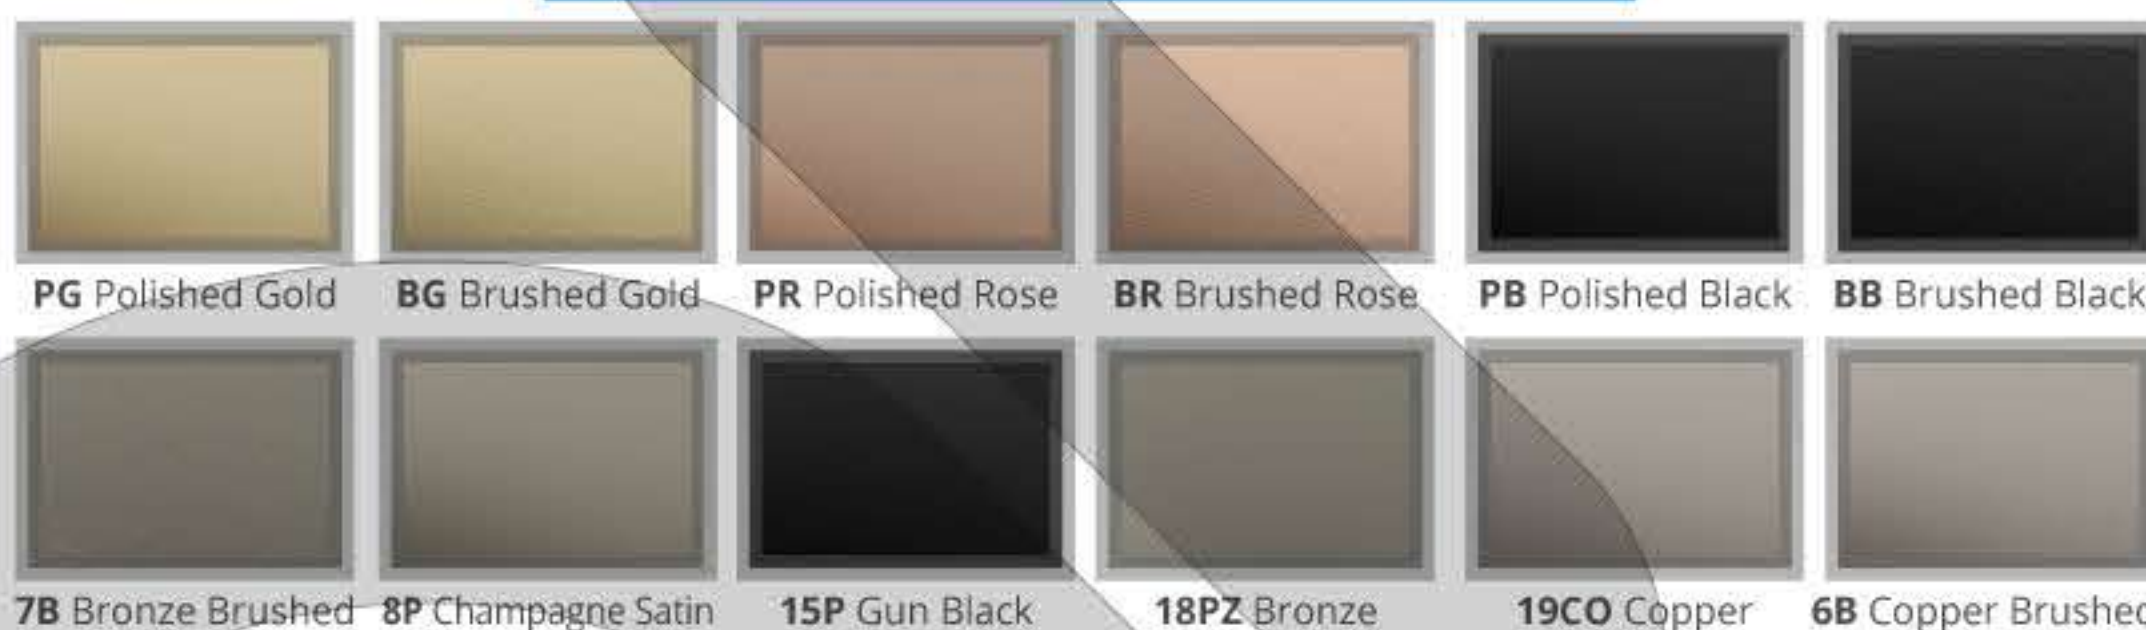 PG Polished Gold BG Brushed Gold PR Polished Rose BR Brushed Rose PB Polished Black BB Brushed Black
7B Bronze Brushed 8P Champagne Satin 15P Gun Black 18PZ Bronze 19CO Copper 6B Copper Brushed